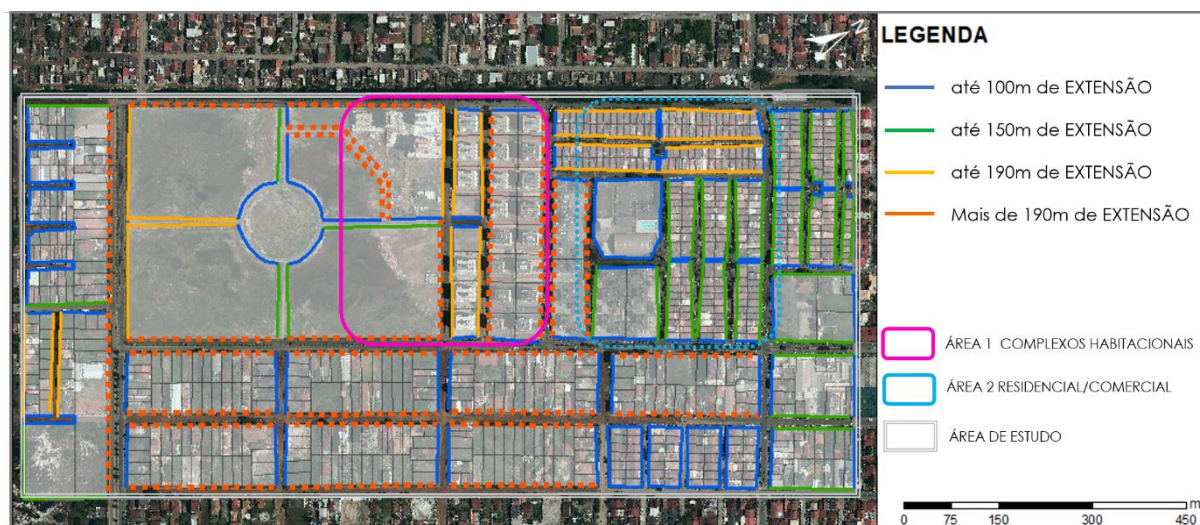 LEGENDA
até 100m de EXTENSÃO
até 150m de EXTENSÃO
até 190m de EXTENSÃO
Mais de 190m de EXTENSÃO
ÁREA 1 COMPLEXOS HABITACIONAIS
ÁREA 2 RESIDENCIAL/COMERCIAL
ÁREA DE ESTUDO
m
0 75 150 300 450